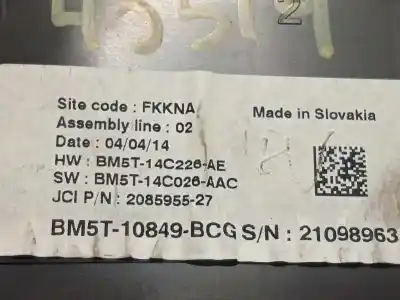 2
Site code : FKKNA
Made in Slovakia
Assembly line : 02
Date : 04/04/14
HW : BM5T-14C226-AE
SW : BM5T-14C026-AAC
JCI P/N : 2085955-27
BM5T-10849-BCG S/N : 21098963